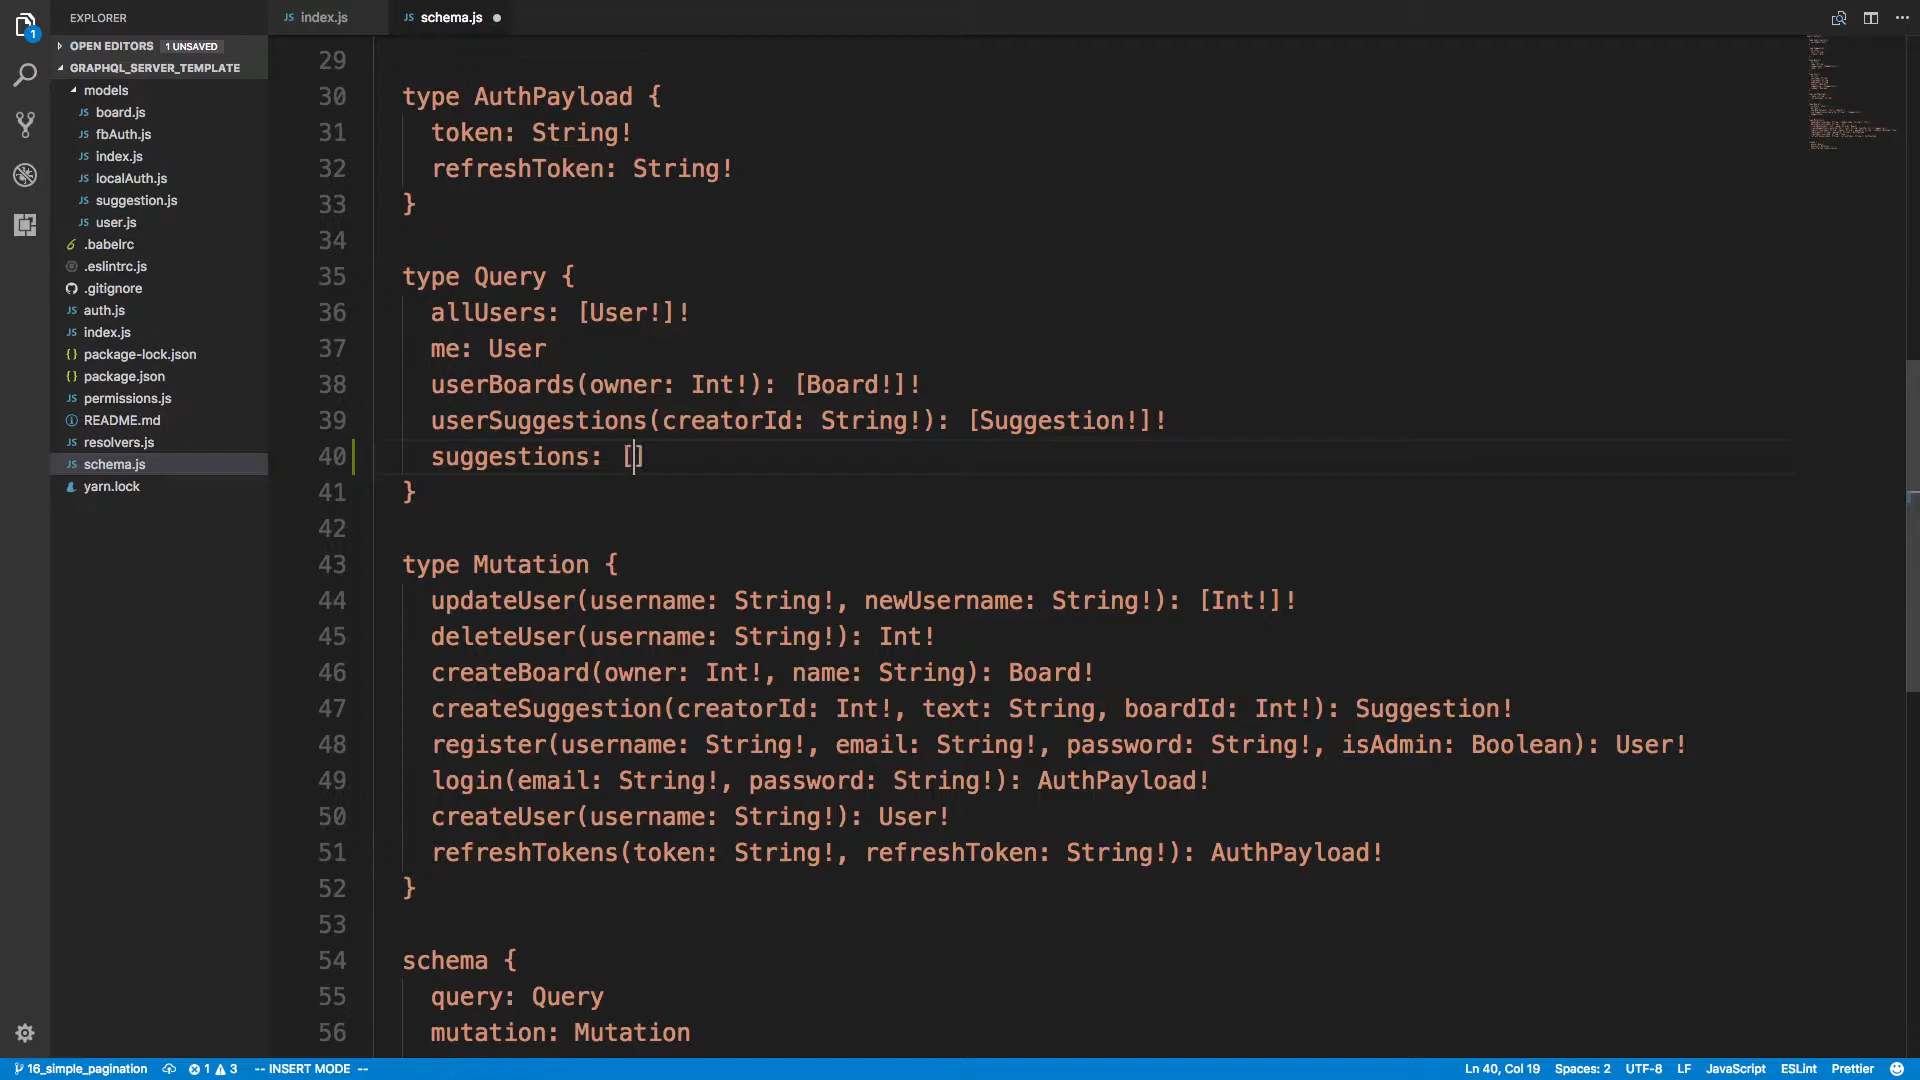 EXPLORER
index.js
schema.js
1
OPEN EDITORS 1 UNSAVED
GRAPHQL_SERVER_TEMPLATE
models
board.js
fbAuth.js
index.js
localAuth.js
suggestion.js
user.js
.babelrc
.eslintrc.js
.gitignore
auth.js
index.js
package-lock.json
package.json
permissions.js
README.md
resolvers.js
schema.js
yarn.lock
29
30 type AuthPayload {
31 token: String!
32 refreshToken: String!
33 }
34
35 type Query {
36 allUsers: [User!]!
37 me: User
38 userBoards(owner: Int!): [Board!]!
39 userSuggestions(creatorId: String!): [Suggestion!]!
40 suggestions: []
41 }
42
43 type Mutation {
44 updateUser(username: String!, newUsername: String!): [Int!]!
45 deleteUser(username: String!): Int!
46 createBoard(owner: Int!, name: String): Board!
47 createSuggestion(creatorId: Int!, text: String, boardId: Int!): Suggestion!
48 register(username: String!, email: String!, password: String!, isAdmin: Boolean): User!
49 login(email: String!, password: String!): AuthPayload!
50 createUser(username: String!): User!
51 refreshTokens(token: String!, refreshToken: String!): AuthPayload!
52 }
53
54 schema {
55 query: Query
56 mutation: Mutation
16_simple_pagination 1 3 -- INSERT MODE -- Ln 40, Col 19 Spaces: 2 UTF-8 LF JavaScript ESLint Prettier